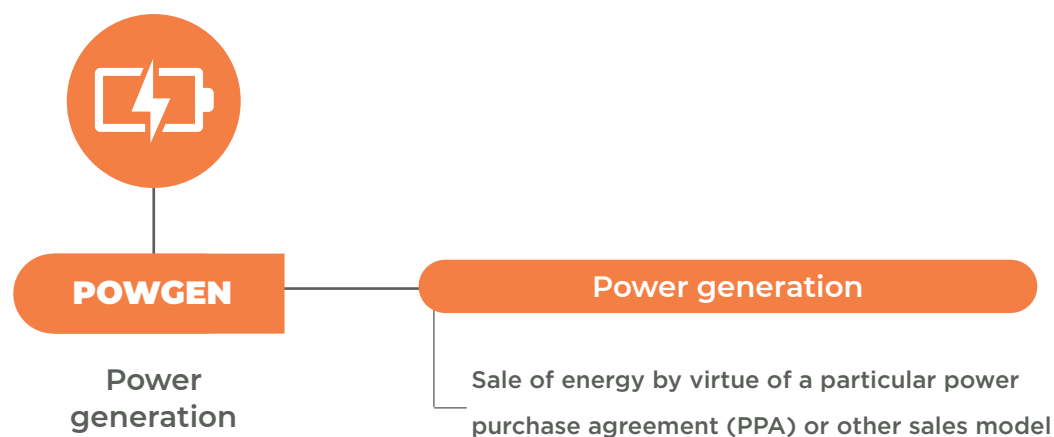 POWGEN
Power generation
Power
generation
Sale of energy by virtue of a particular power
purchase agreement (PPA) or other sales model